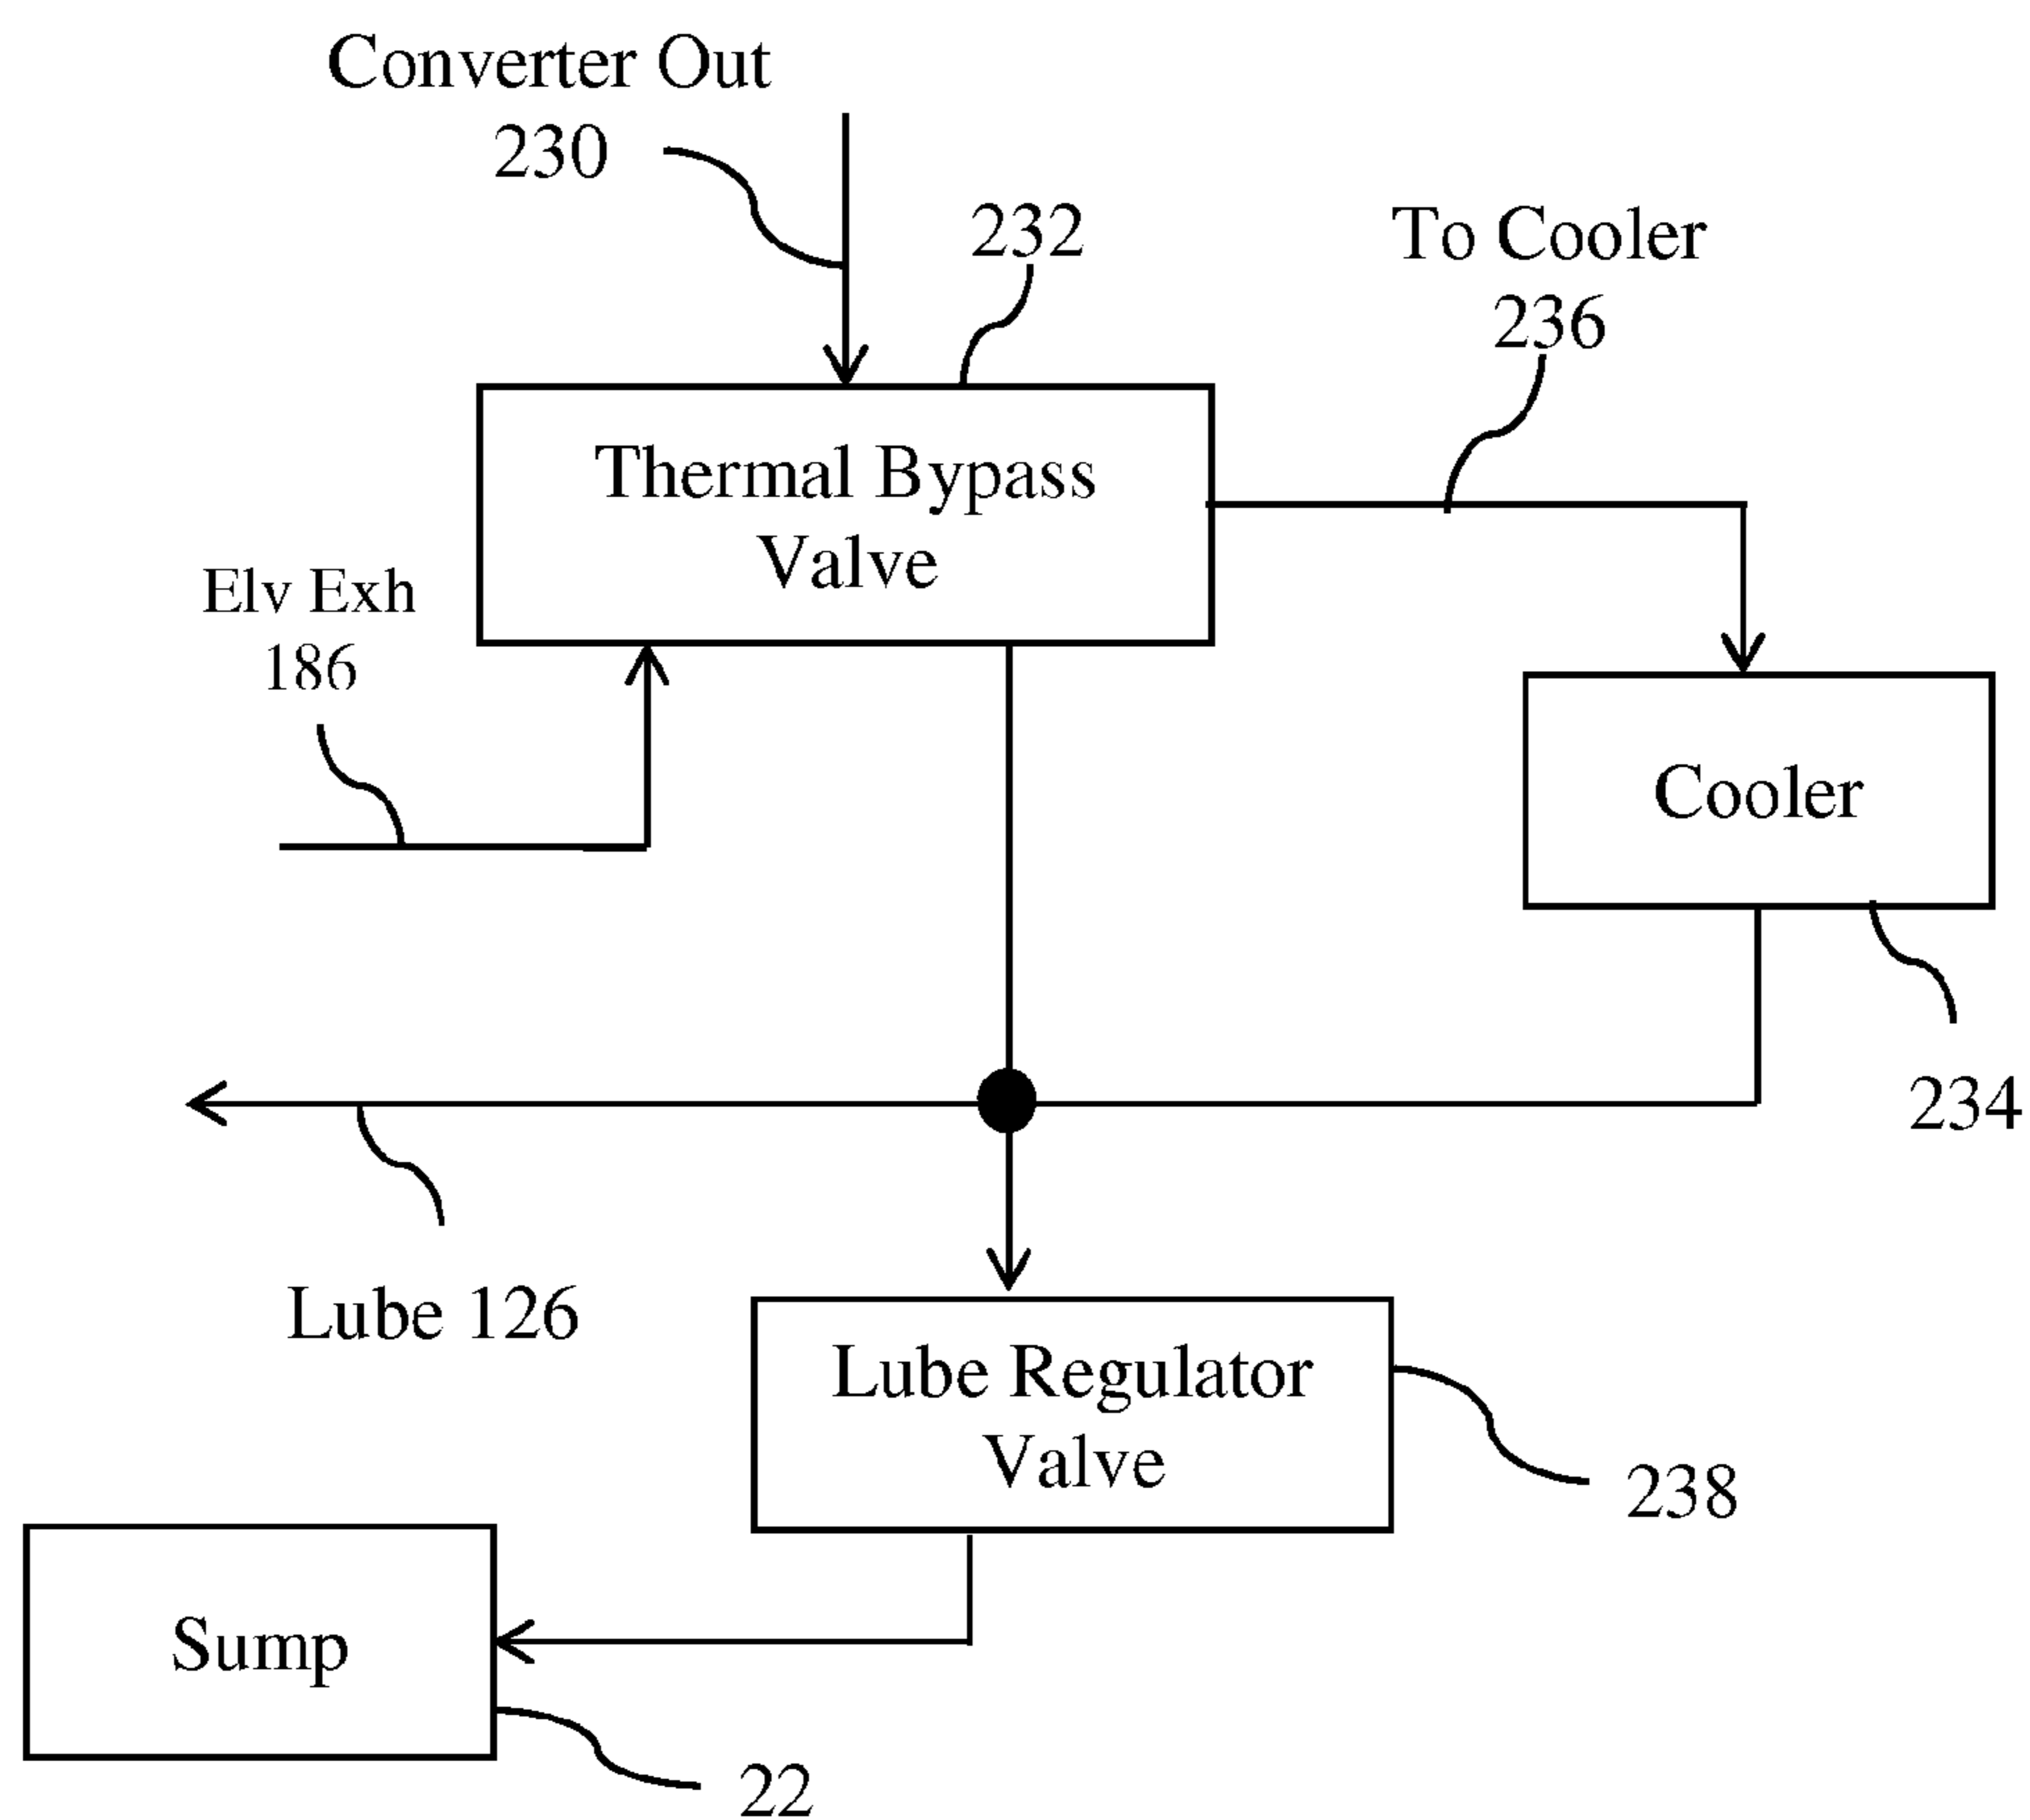 Converter Out
230
232
To Cooler
236
Thermal Bypass
Valve
Elv Exh
186
Cooler
234
Lube 126
Lube Regulator
Valve
238
Sump
22